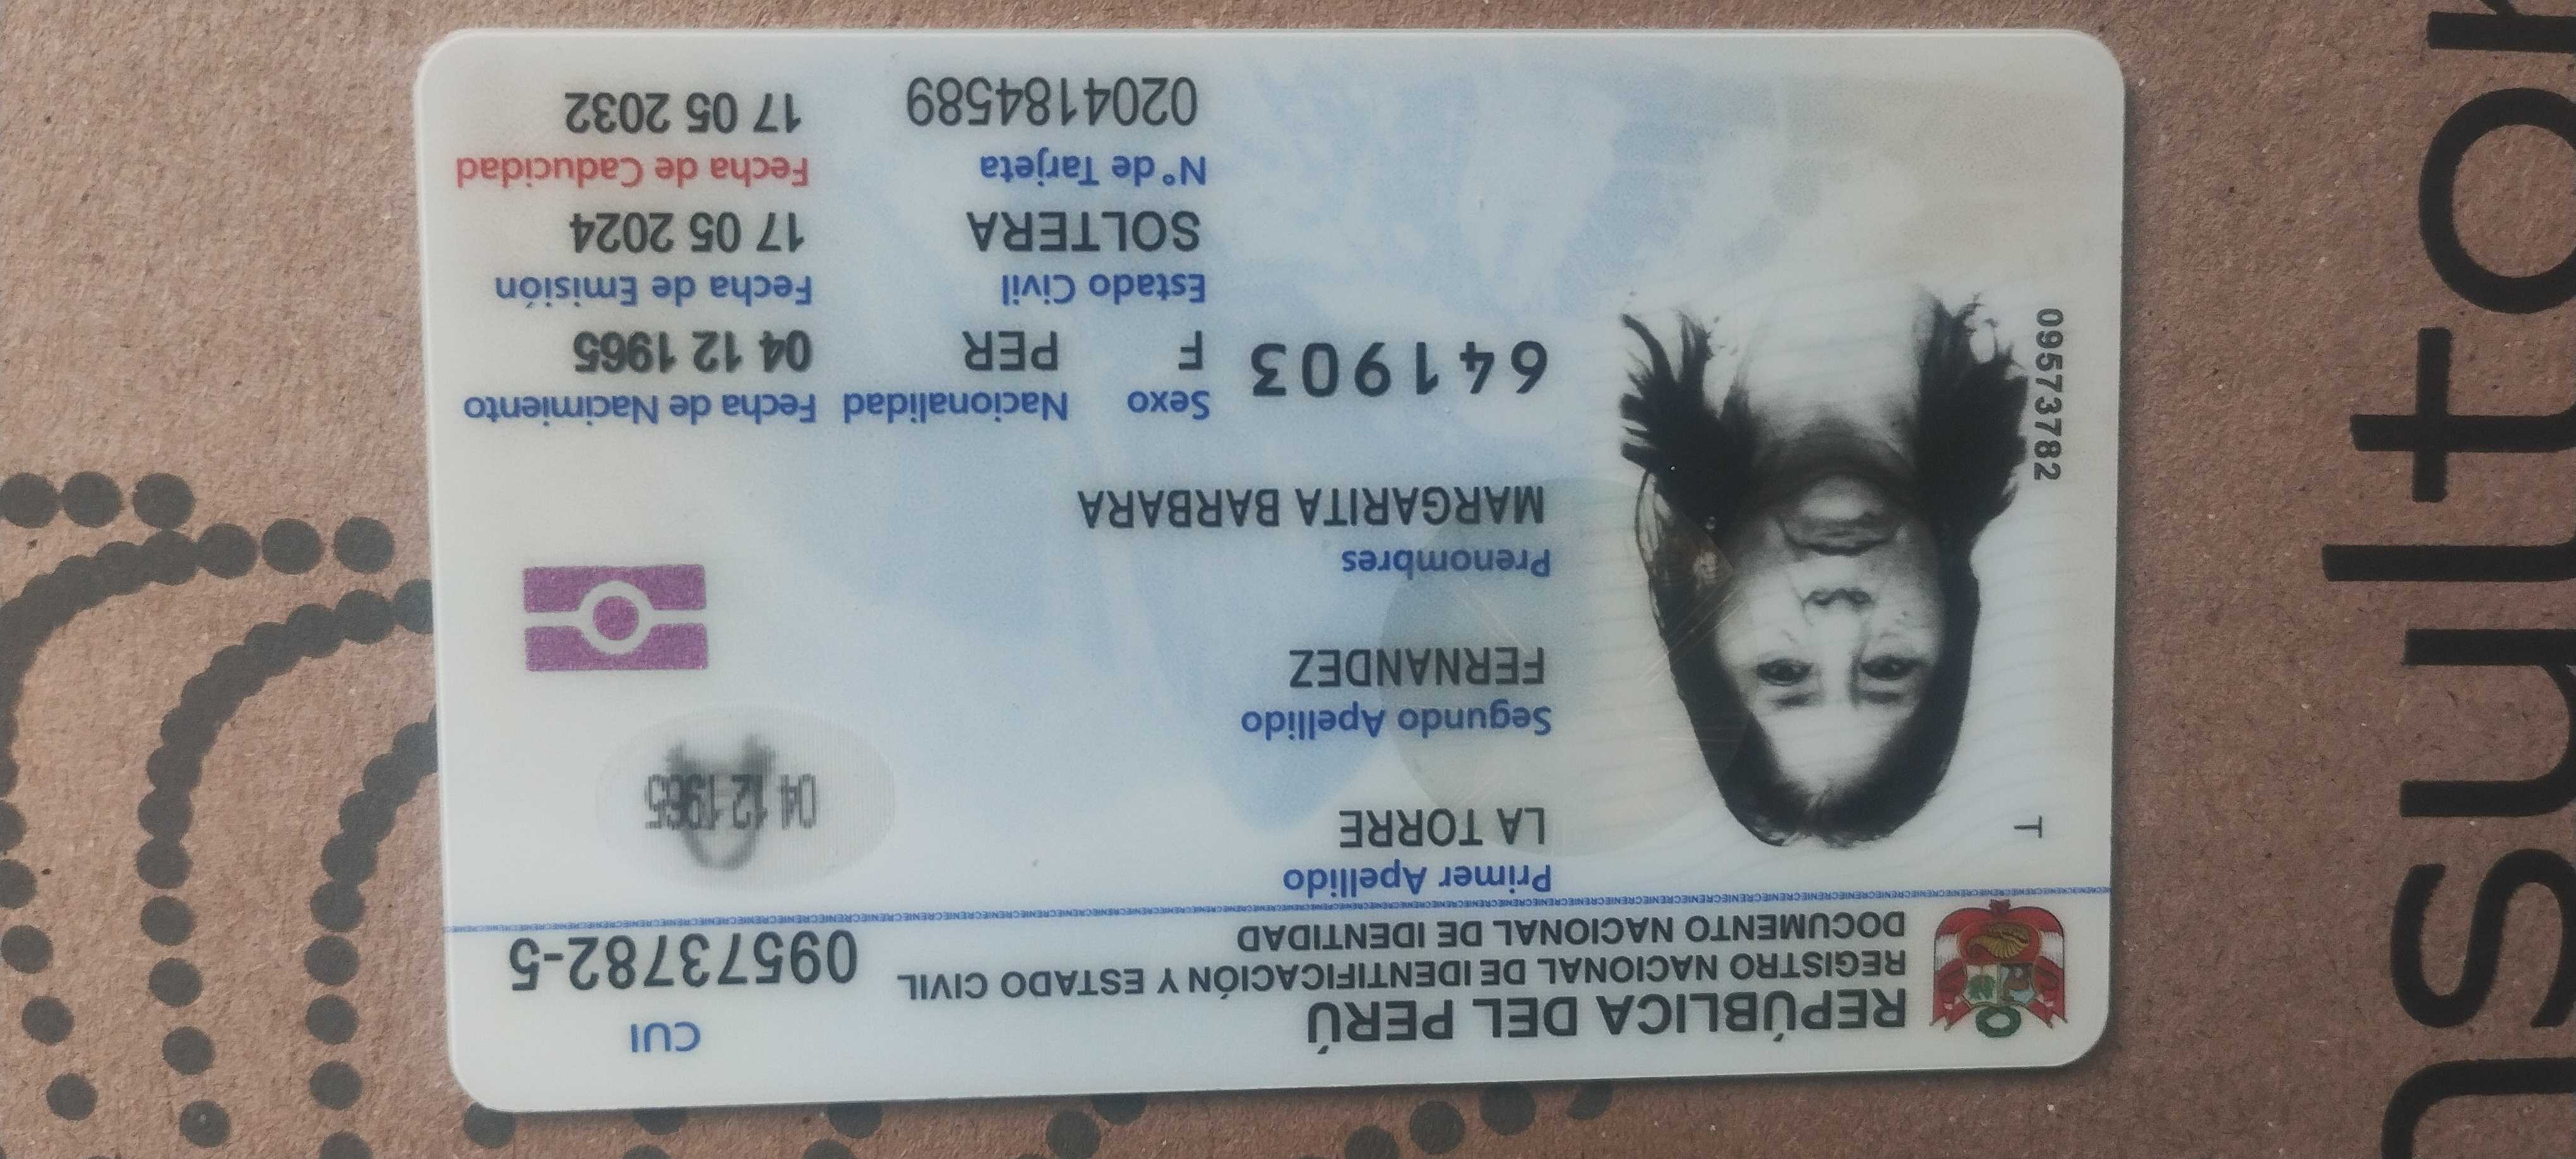 REPÚBLICA DEL PERÚ
REGISTRO NACIONAL DE IDENTIFICACIÓN Y ESTADO CIVIL
DOCUMENTO NACIONAL DE IDENTIDAD
CUI
09573782-5
Primer Apellido
LA TORRE
Segundo Apellido
FERNANDEZ
Prenombres
MARGARITA BARBARA
04 12 1965
T
09573782
641903
Sexo Nacionalidad Fecha de Nacimiento
F PER 04 12 1965
Estado Civil Fecha de Emisión
SOLTERA 17 05 2024
N° de Tarjeta Fecha de Caducidad
0204184589 17 05 2032